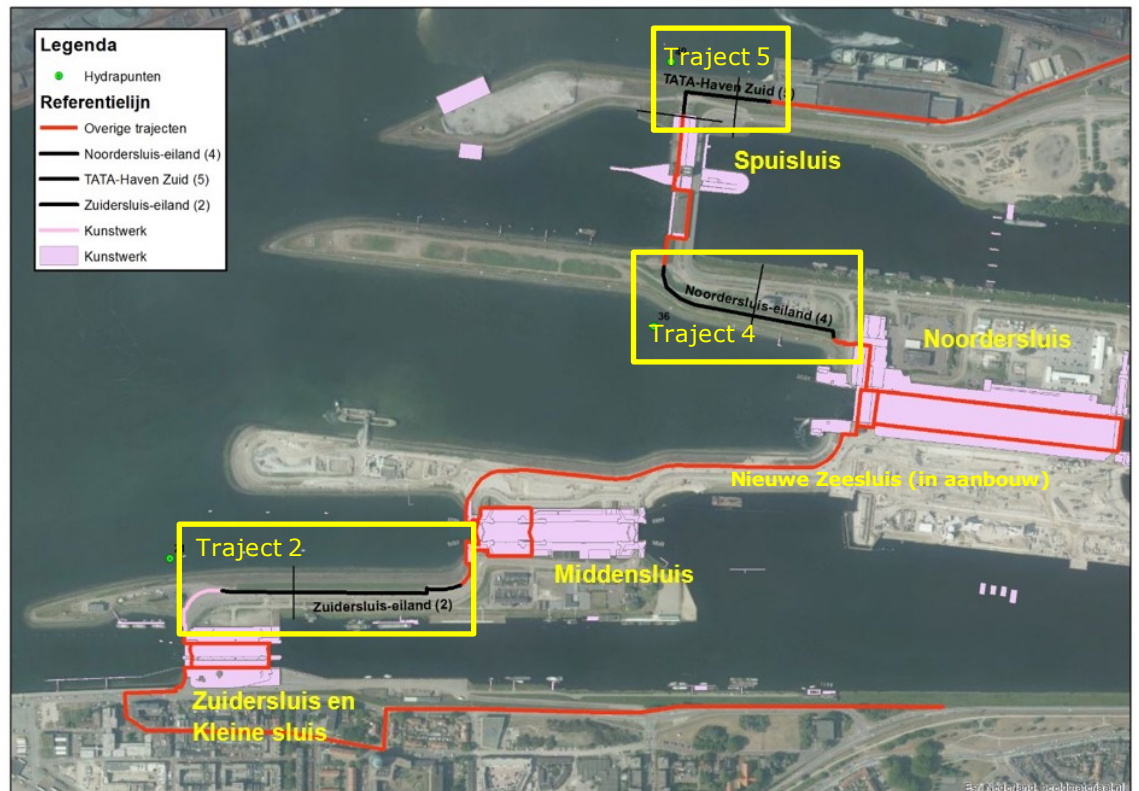 Legenda
Hydrapunten
Referentielijn
Overige trajecten
Noordersluis-eiland (4)
TATA-Haven Zuid (5)
Zuidersluis-eiland (2)
Kunstwerk
Kunstwerk
Traject 5
TATA-Haven Zuid (5)
Spuisluis
Noordersluis-eiland (4)
36
Traject 4
Noordersluis
Nieuwe Zeesluis (in aanbouw)
Traject 2
Middensluis
Zuidersluis-eiland (2)
Zuidersluis en
Kleine sluis